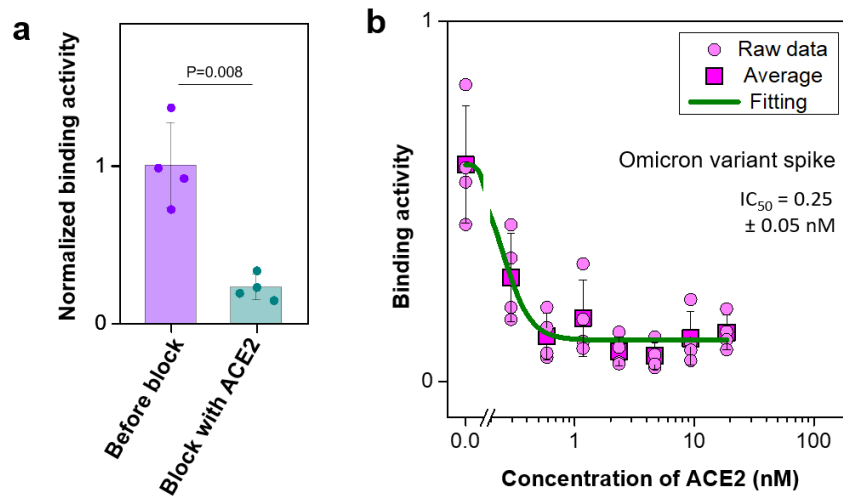 a
Normalized binding activity
1
0
P=0.008
Before block
Block with ACE2
b
Binding activity
1
0
Raw data
Average
Fitting
Omicron variant spike
IC₅₀ = 0.25
± 0.05 nM
0.0 1 10 100
Concentration of ACE2 (nM)